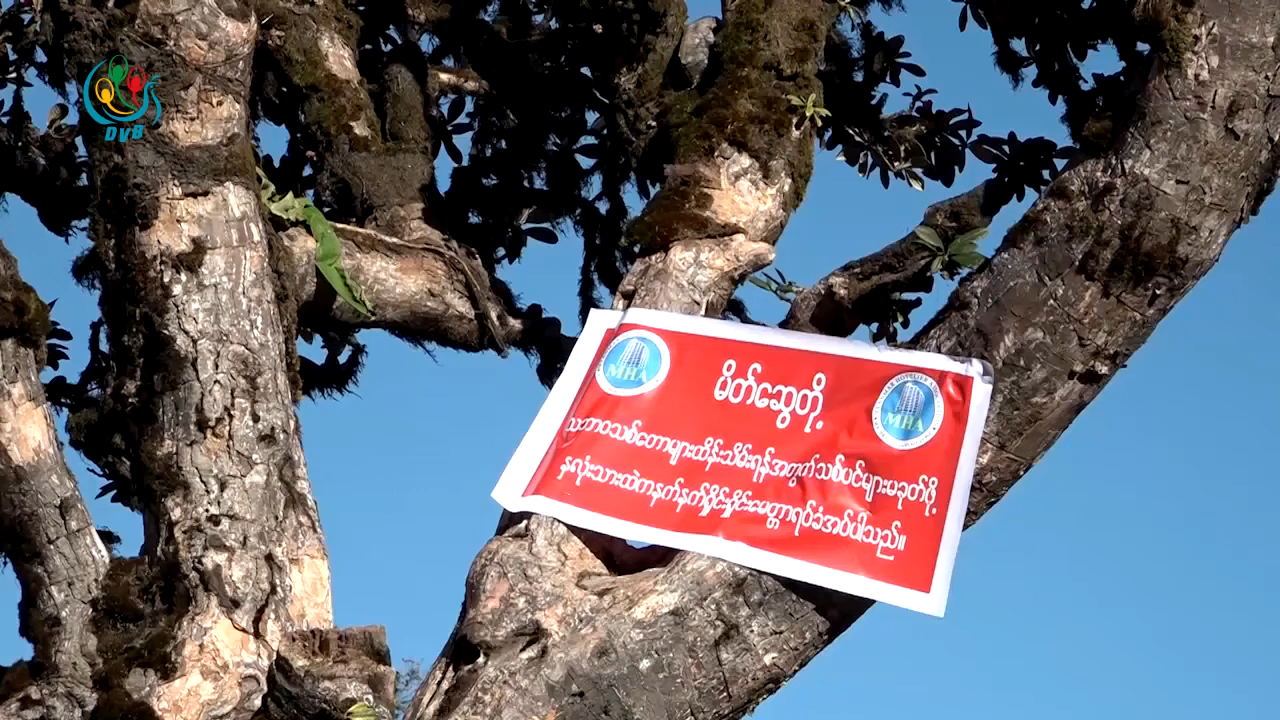 DVB
မိတ်ဆွေတို့
သဘာဝသစ်တောများထိန်းသိမ်းရန်အတွက်သစ်ပင်များမခုတ်ဖို့
နှလုံးသားထဲကနက်နက်ရှိုင်းရှိုင်းမေတ္တာရပ်ခံအပ်ပါသည်။
MHA
MHA